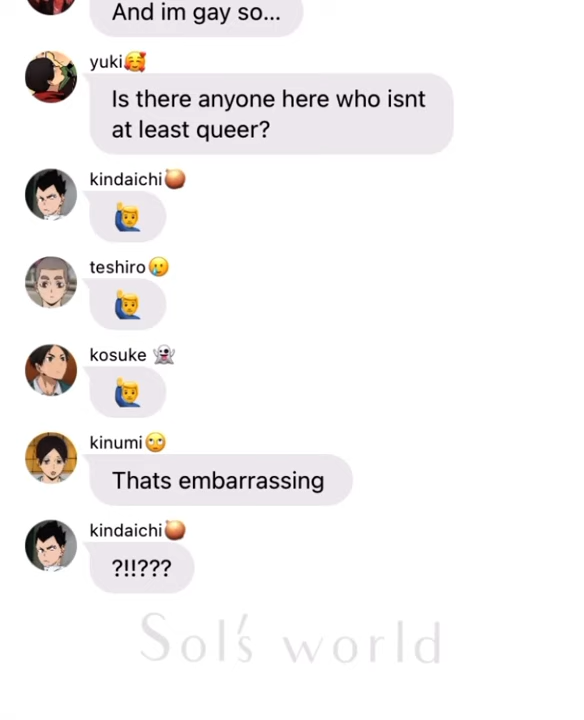 And im gay so...
yuki🥰
Is there anyone here who isnt
at least queer?
kindaichi🧅
🙋‍♂️
teshiro🥲
🙋‍♂️
kosuke 👻
🙋‍♂️
kinumi🙄
Thats embarrassing
kindaichi🧅
?!!???
Sol's world